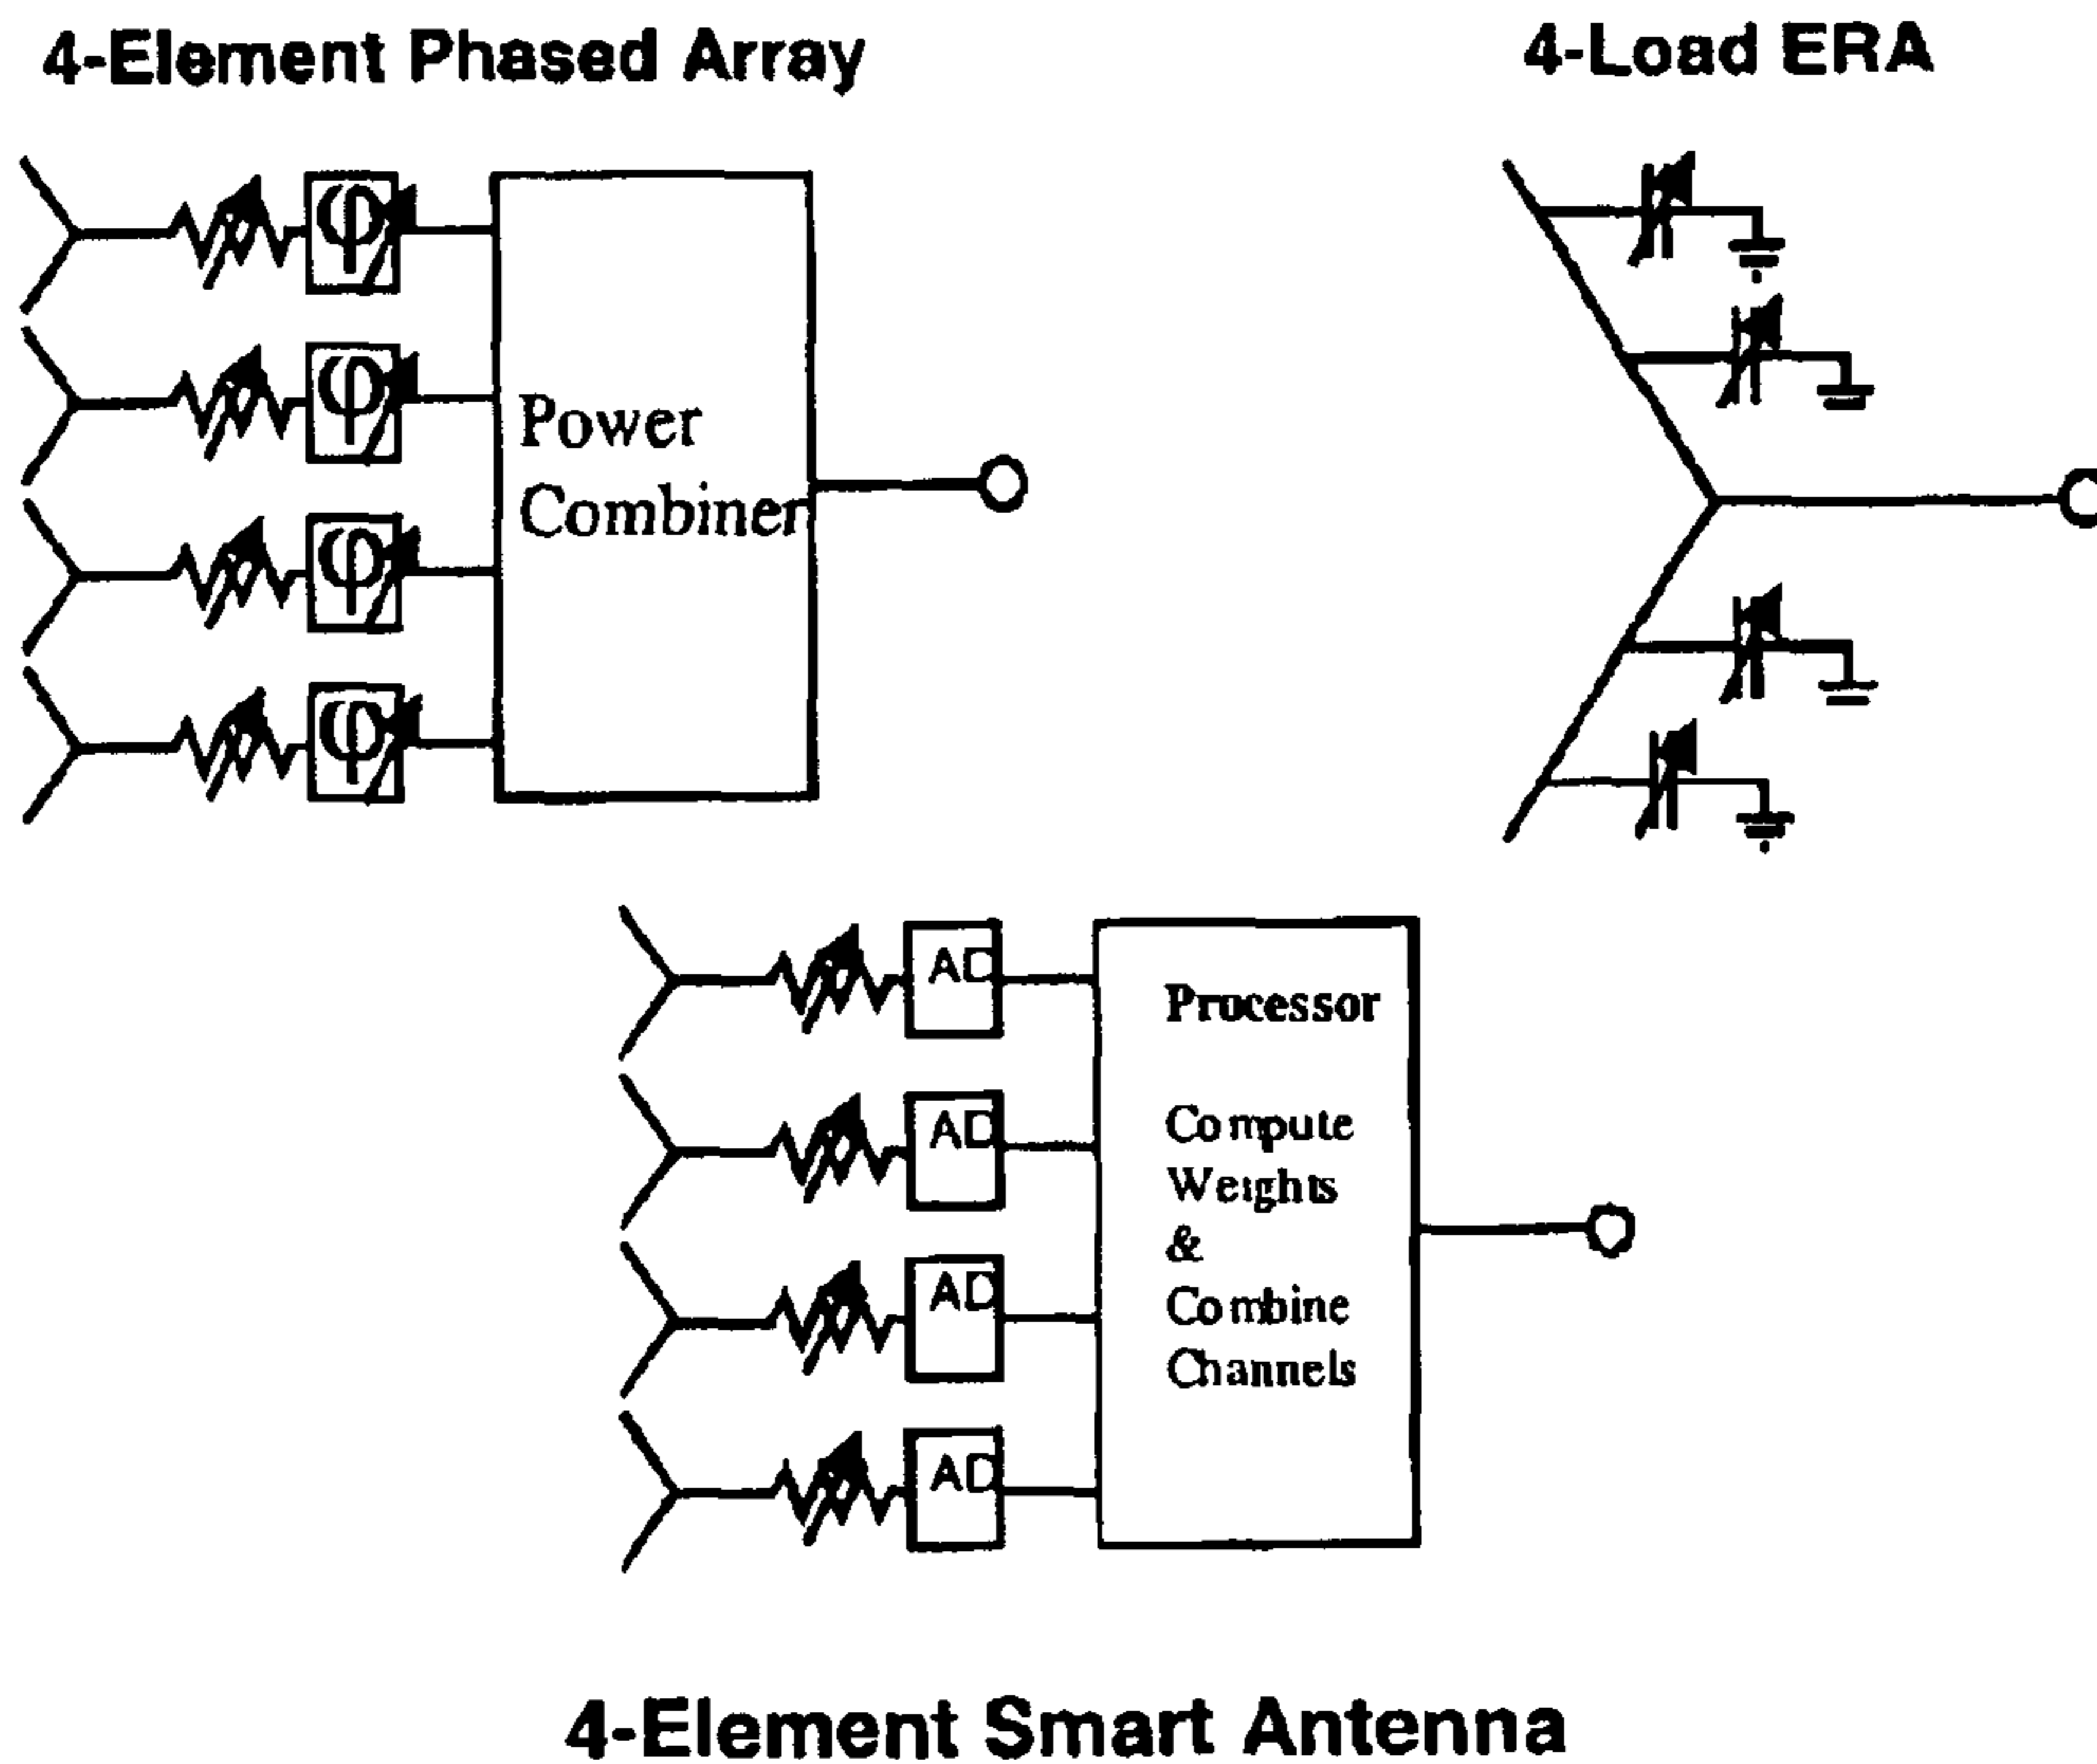 4-Element Phased Array
4-Load ERA
φ
φ
φ
φ
Power
Combiner
AD
AD
AD
AD
Processor
Compute
Weights
&
Combine
Channels
4-Element Smart Antenna